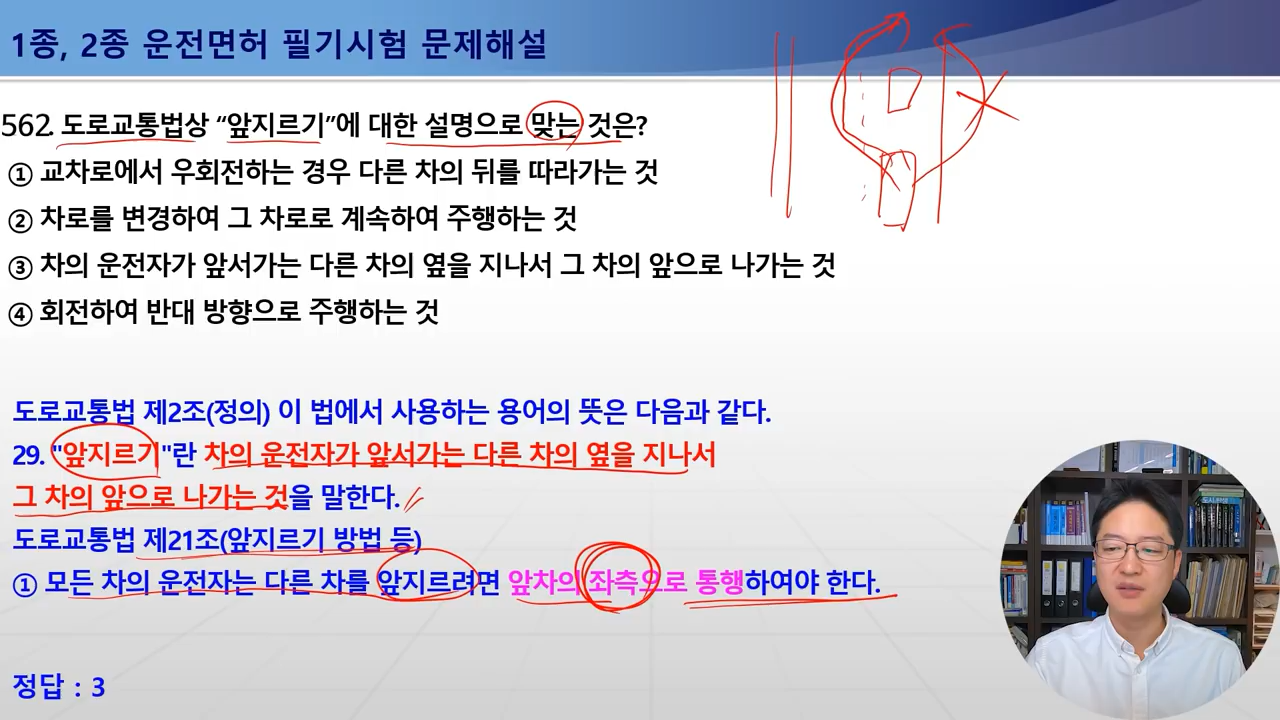 1종, 2종 운전면허 필기시험 문제해설
562. 도로교통법상 “앞지르기”에 대한 설명으로 맞는 것은?
① 교차로에서 우회전하는 경우 다른 차의 뒤를 따라가는 것
② 차로를 변경하여 그 차로로 계속하여 주행하는 것
③ 차의 운전자가 앞서가는 다른 차의 옆을 지나서 그 차의 앞으로 나가는 것
④ 회전하여 반대 방향으로 주행하는 것
도로교통법 제2조(정의) 이 법에서 사용하는 용어의 뜻은 다음과 같다.
29. "앞지르기"란 차의 운전자가 앞서가는 다른 차의 옆을 지나서
그 차의 앞으로 나가는 것을 말한다.
도로교통법 제21조(앞지르기 방법 등)
① 모든 차의 운전자는 다른 차를 앞지르려면 앞차의 좌측으로 통행하여야 한다.
정답 : 3